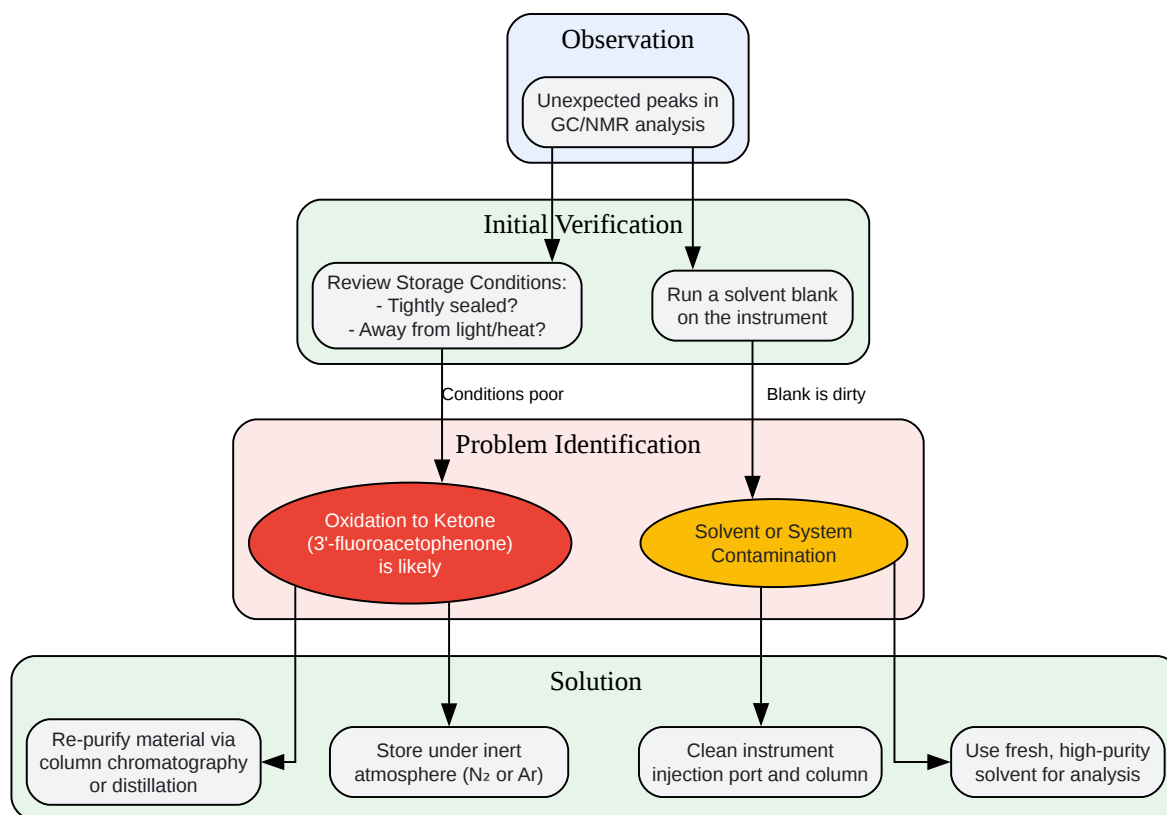 Observation
Unexpected peaks in
GC/NMR analysis
Initial Verification
Review Storage Conditions:
- Tightly sealed?
- Away from light/heat?
Run a solvent blank
on the instrument
Conditions poor
Blank is dirty
Problem Identification
Oxidation to Ketone
(3'-fluoroacetophenone)
is likely
Solvent or System
Contamination
Solution
Re-purify material via
column chromatography
or distillation
Store under inert
atmosphere (N₂ or Ar)
Clean instrument
injection port and column
Use fresh, high-purity
solvent for analysis